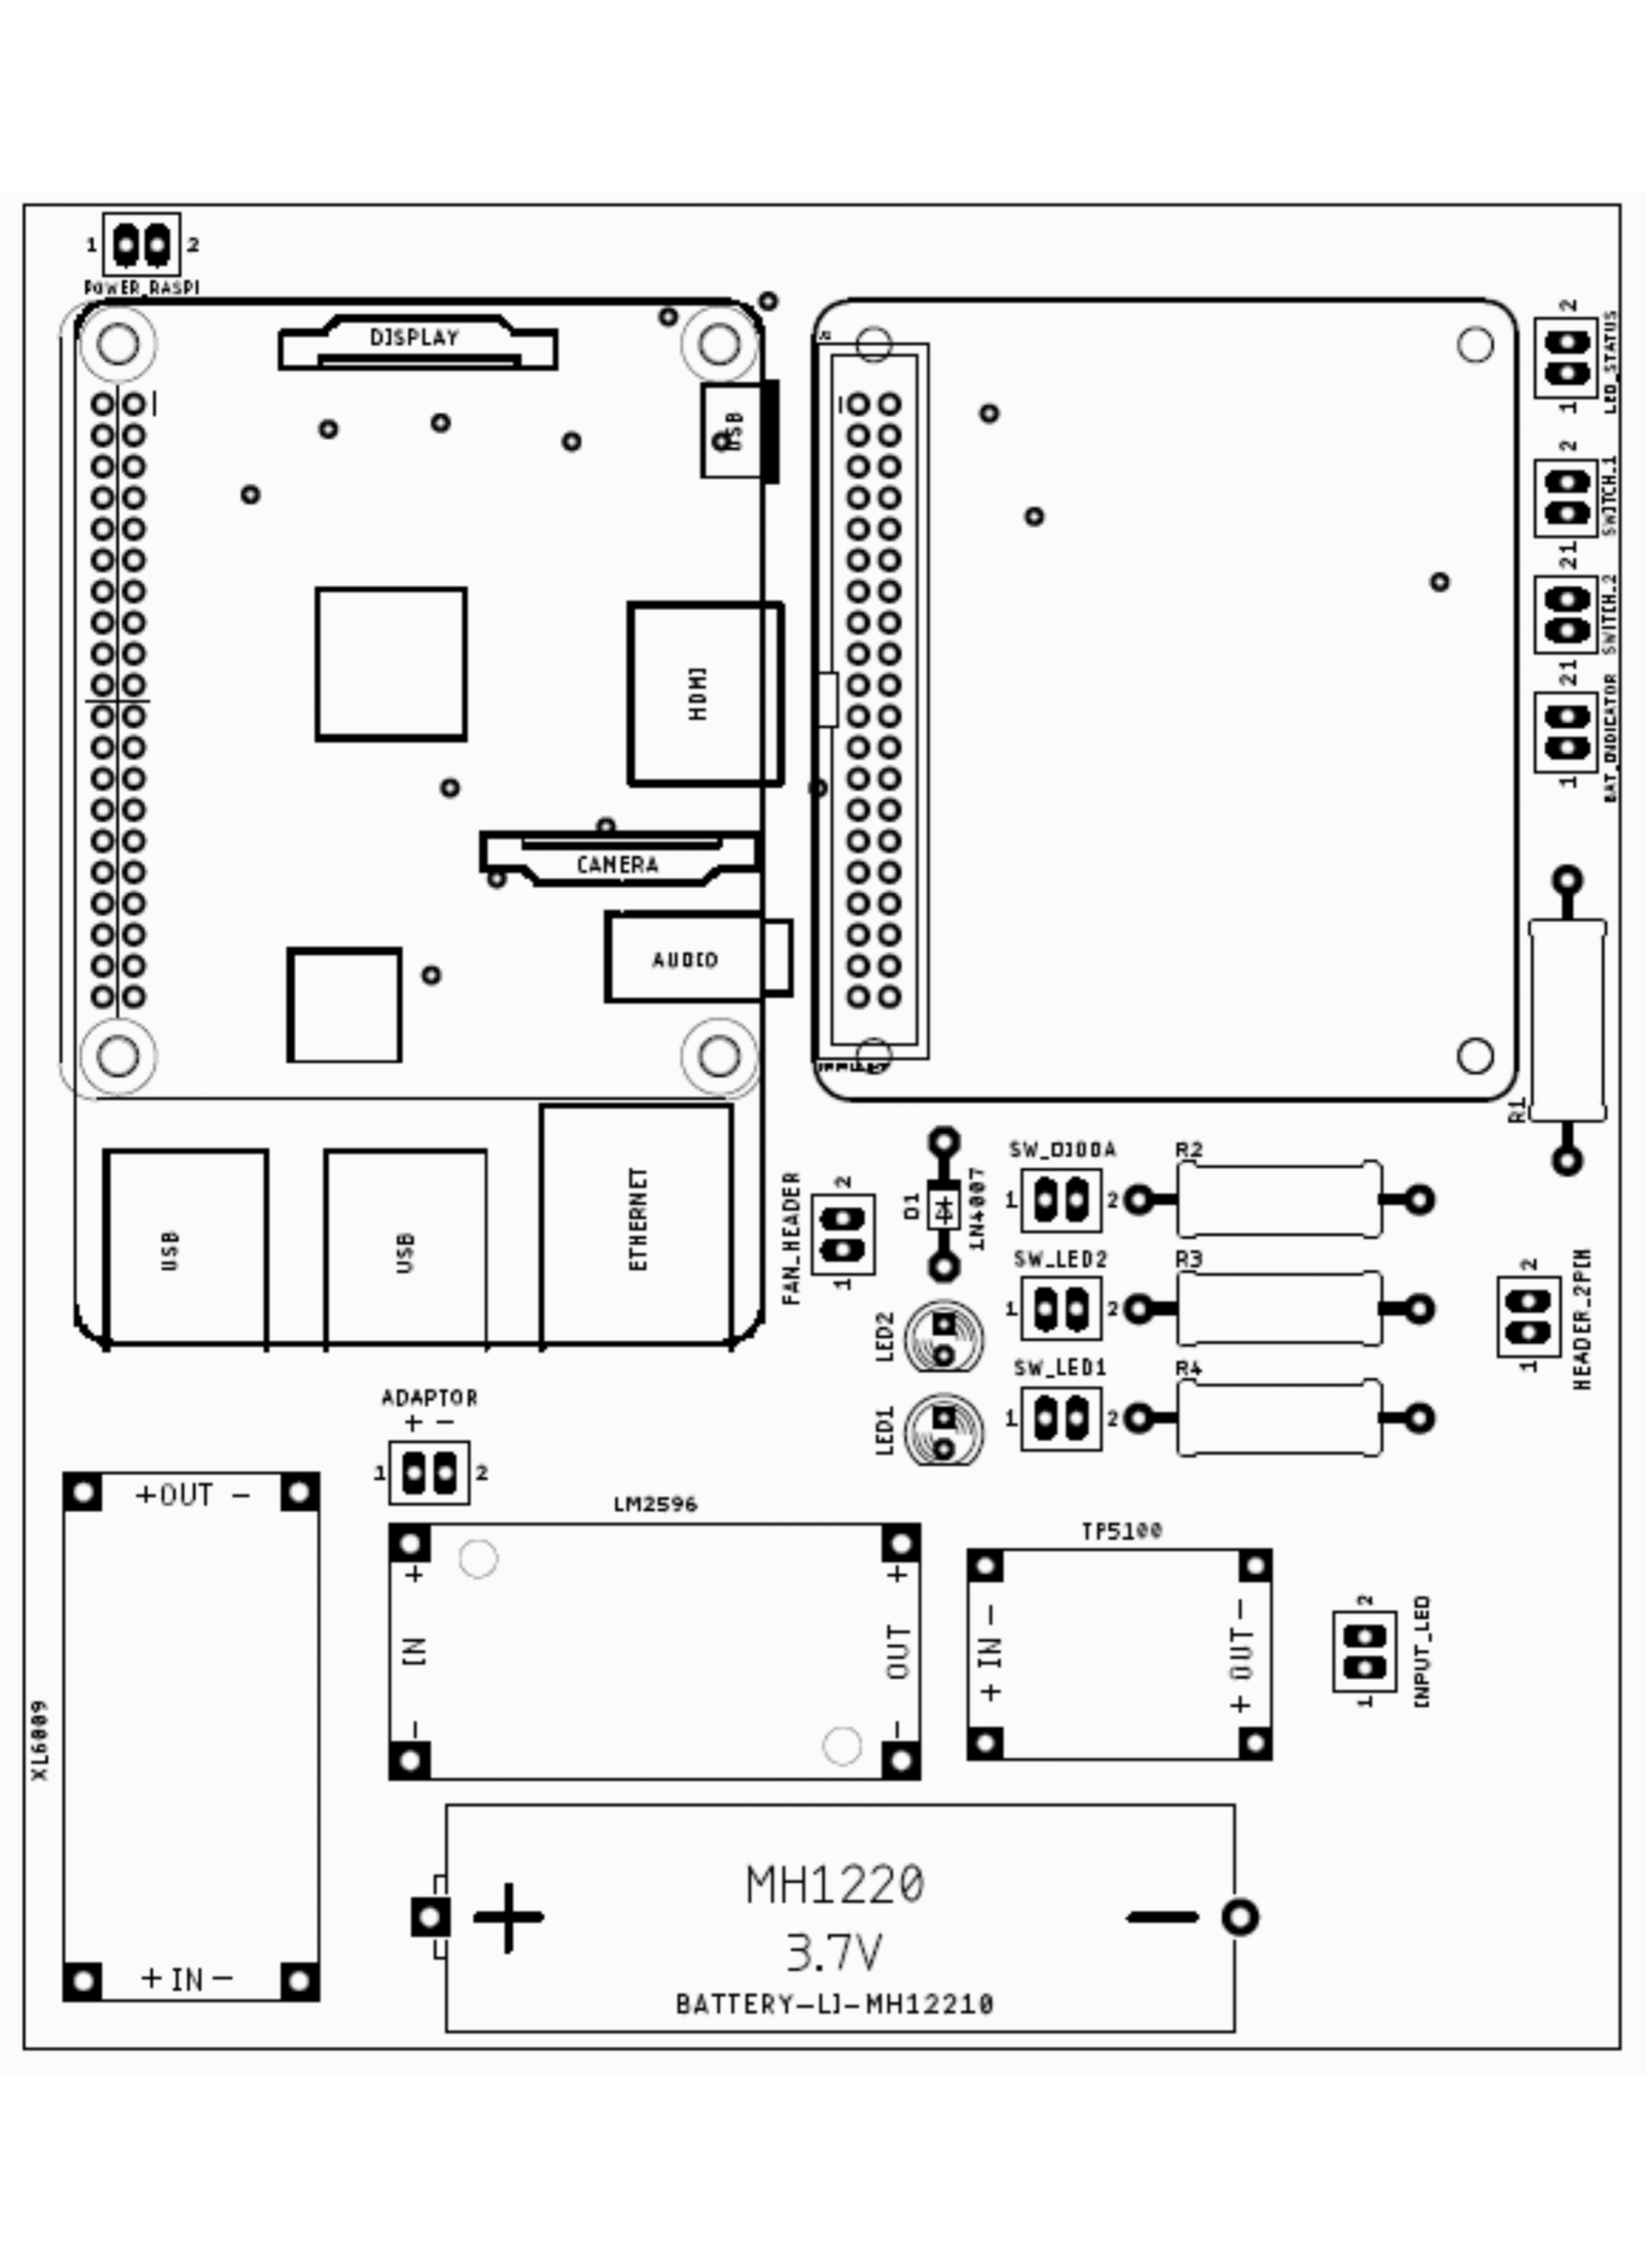 1 2
POWER_RASPI
DISPLAY
USB
HDMI
CAMERA
AUDIO
USB
USB
ETHERNET
J1
2
LED_STATUS
1
2
SWITCH_1
21
SWITCH_2
21
BAT_INDICATOR
1
R1
FAN_HEADER
2
1
D1
1N4007
SW_DIODA
1 2
R2
SW_LED2
1 2
R3
LED2
SW_LED1
1 2
R4
LED1
2
HEADER_2PIN
1
ADAPTOR
+ -
1 2
+OUT -
XL6009
+IN-
LM2596
+ +
IN OUT
- -
TP5100
+ IN -
+ OUT -
2
INPUT_LED
1
+ -
MH1220
3.7V
BATTERY-LI-MH12210